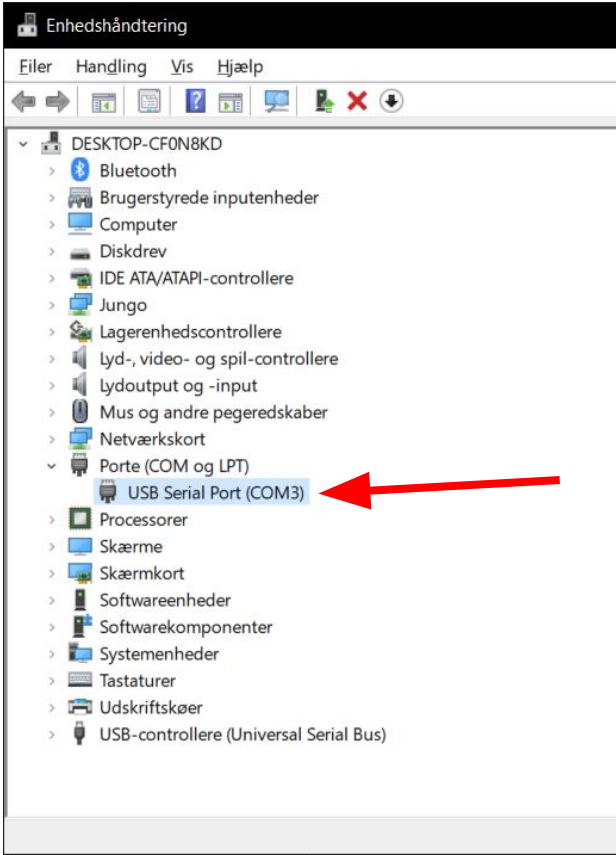 Enhedshåndtering
Filer Handling Vis Hjælp
DESKTOP-CF0N8KD
Bluetooth
Brugerstyrede inputenheder
Computer
Diskdrev
IDE ATA/ATAPI-controllere
Jungo
Lagerenhedscontrollere
Lyd-, video- og spil-controllere
Lydoutput og -input
Mus og andre pegeredskaber
Netværkskort
Porte (COM og LPT)
USB Serial Port (COM3)
Processorer
Skærme
Skærmkort
Softwareenheder
Softwarekomponenter
Systemenheder
Tastaturer
Udskriftskøer
USB-controllere (Universal Serial Bus)